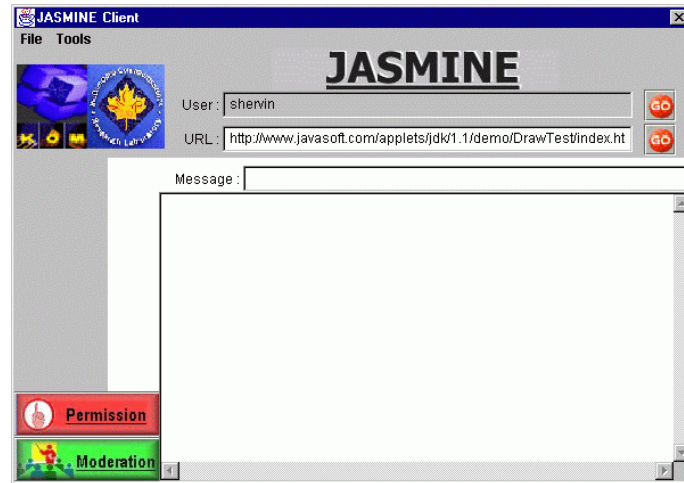 JASMINE Client
File Tools
JASMINE
User : shervin
GO
URL : http://www.javasoft.com/applets/jdk/1.1/demo/DrawTest/index.ht
GO
Message :
K O M
Permission
Moderation